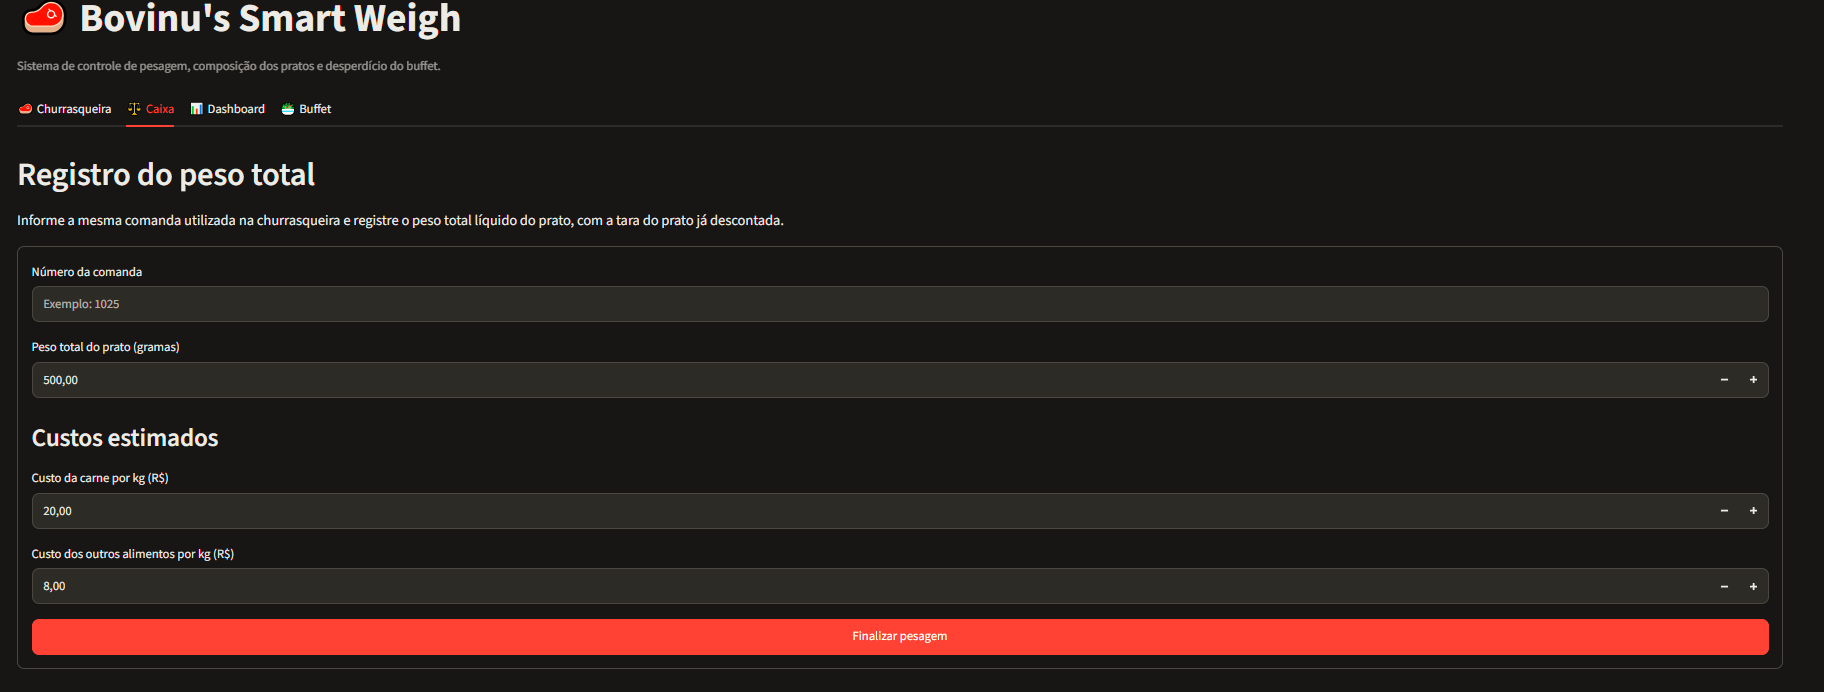 Bovinu's Smart Weigh
Sistema de controle de pesagem, composição dos pratos e desperdício do buffet.
Churrasqueira Caixa Dashboard Buffet
Registro do peso total
Informe a mesma comanda utilizada na churrasqueira e registre o peso total líquido do prato, com a tara do prato já descontada.
Número da comanda
Exemplo: 1025
Peso total do prato (gramas)
500,00
Custos estimados
Custo da carne por kg (R$)
20,00
Custo dos outros alimentos por kg (R$)
8,00
Finalizar pesagem